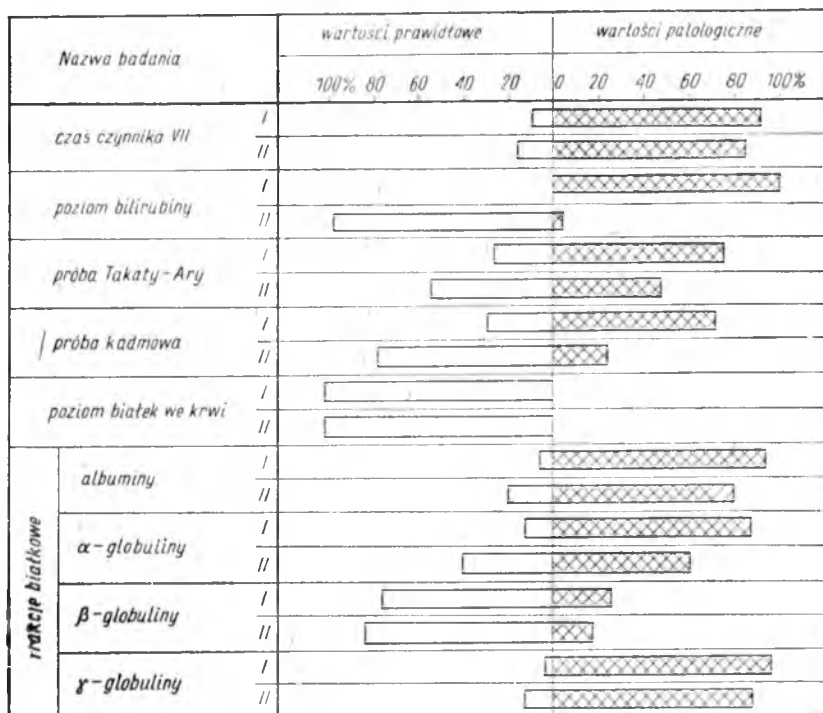 Nazwa badania
wartości prawidłowe
wartości patologiczne
100% 80 60 40 20 0 20 40 60 80 100%
czas czynnika VII
I
II
poziom bilirubiny
I
II
próba Takaty-Ary
I
II
próba kadmowa
I
II
poziom białek we krwi
I
II
frakcje białkowe
albuminy
I
II
α-globuliny
I
II
β-globuliny
I
II
γ-globuliny
I
II